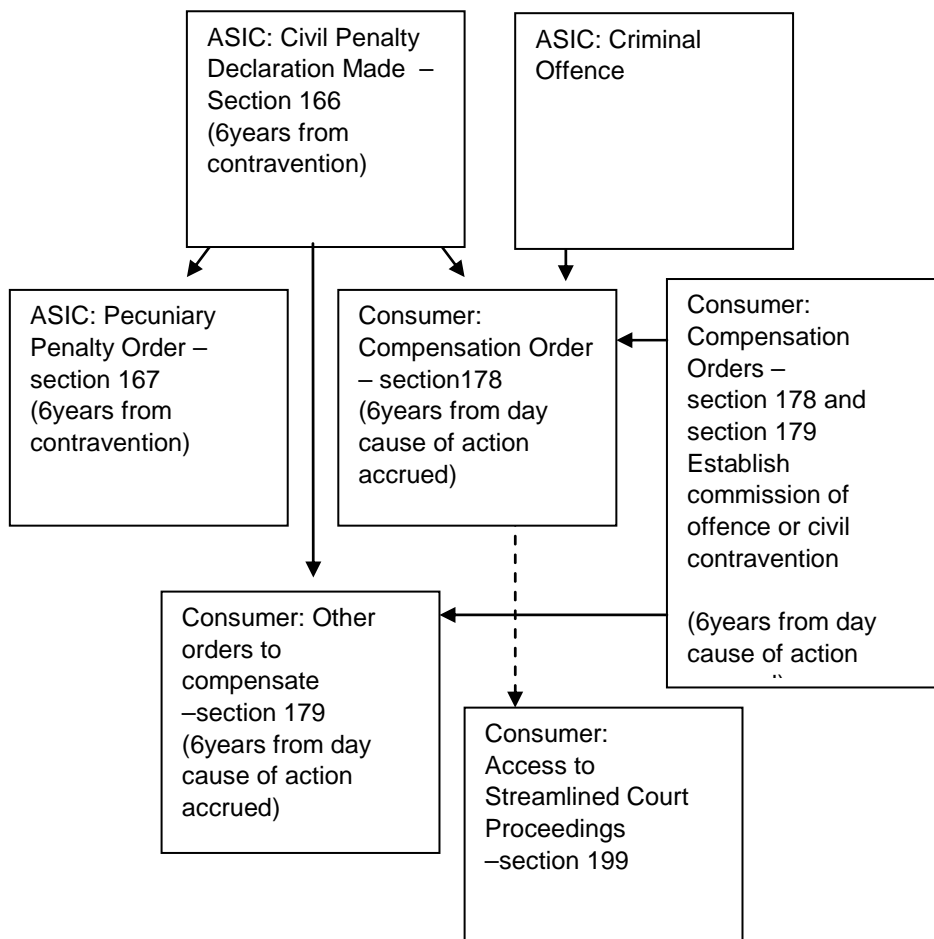 ASIC: Civil Penalty
Declaration Made –
Section 166
(6years from
contravention)
ASIC: Criminal
Offence
ASIC: Pecuniary
Penalty Order –
section 167
(6years from
contravention)
Consumer:
Compensation Order
– section178
(6years from day
cause of action
accrued)
Consumer:
Compensation
Orders –
section 178 and
section 179
Establish
commission of
offence or civil
contravention
(6years from day
cause of action
Consumer: Other
orders to
compensate
–section 179
(6years from day
cause of action
accrued)
Consumer:
Access to
Streamlined Court
Proceedings
–section 199